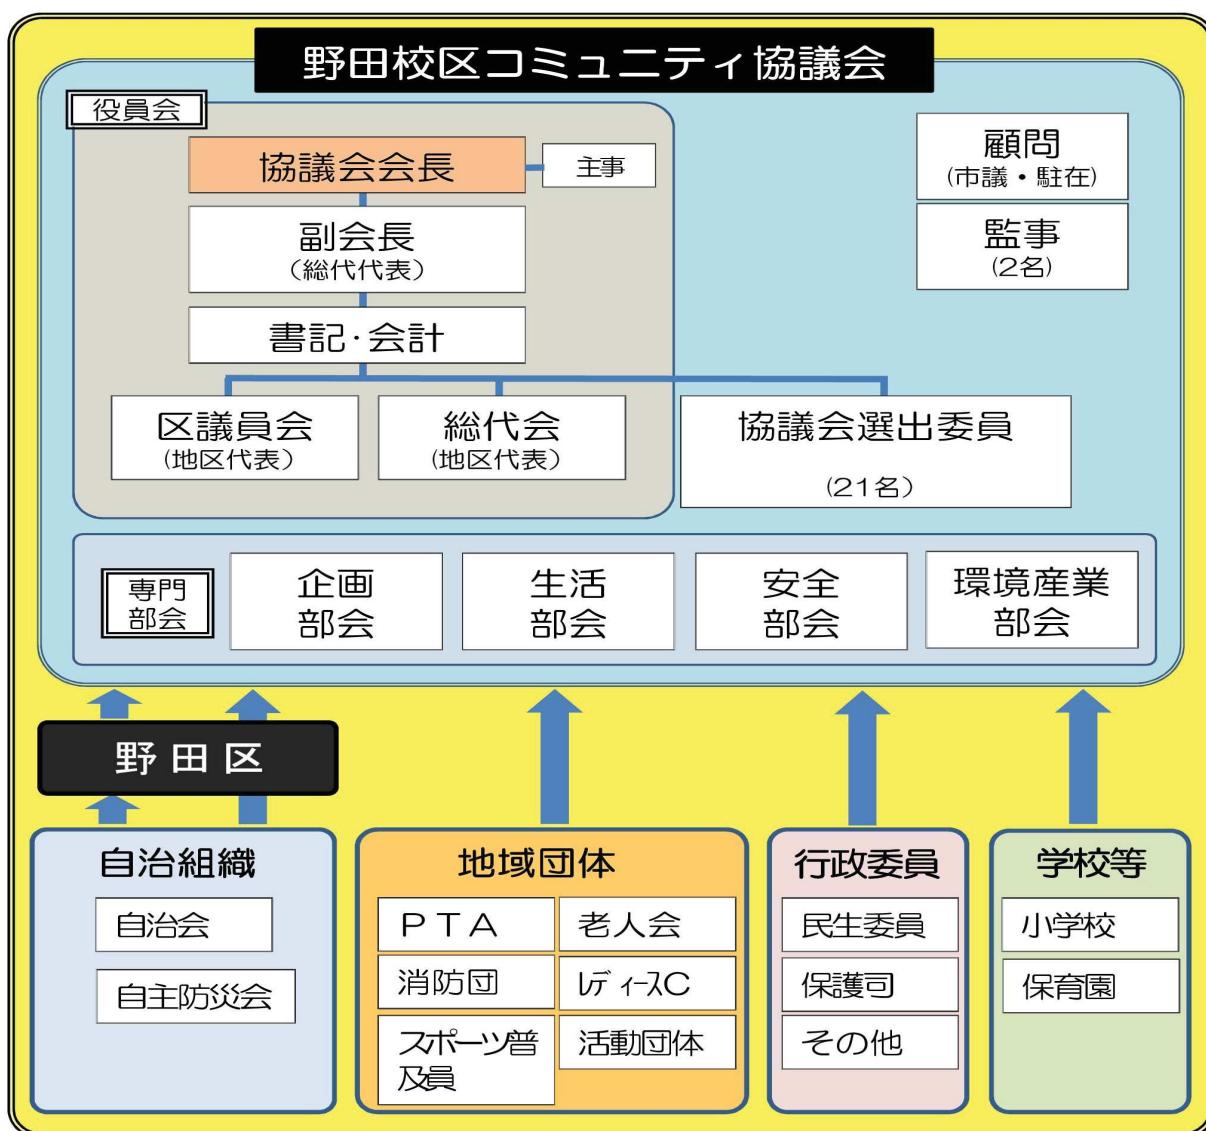 野田校区コミュニティ協議会
役員会
協議会会長
主事
副会長
(総代代表)
書記・会計
区議員会
(地区代表)
総代会
(地区代表)
協議会選出委員
(21名)
顧問
(市議・駐在)
監事
(2名)
専門
部会
企画
部会
生活
部会
安全
部会
環境産業
部会
野田区
自治組織
自治会
自主防災会
地域団体
PTA
老人会
消防団
ﾚﾃﾞｨｰｽC
スポーツ普
及員
活動団体
行政委員
民生委員
保護司
その他
学校等
小学校
保育園